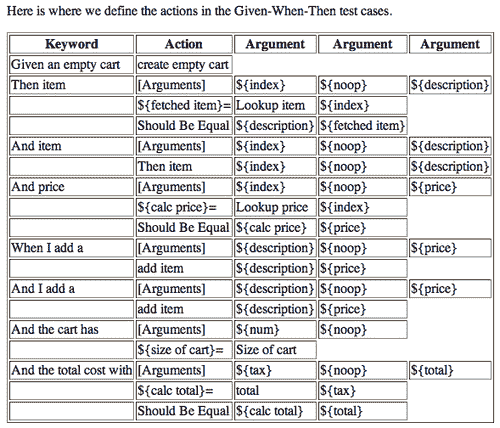 Here is where we define the actions in the Given-When-Then test cases.
Keyword Action Argument Argument Argument
Given an empty cart create empty cart
Then item [Arguments] ${index} ${noop} ${description}
${fetched item}= Lookup item ${index}
Should Be Equal ${description} ${fetched item}
And item [Arguments] ${index} ${noop} ${description}
Then item ${index} ${noop} ${description}
And price [Arguments] ${index} ${noop} ${price}
${calc price}= Lookup price ${index}
Should Be Equal ${calc price} ${price}
When I add a [Arguments] ${description} ${noop} ${price}
add item ${description} ${price}
And I add a [Arguments] ${description} ${noop} ${price}
add item ${description} ${price}
And the cart has [Arguments] ${num} ${noop}
${size of cart}= Size of cart
And the total cost with [Arguments] ${tax} ${noop} ${total}
${calc total}= total ${tax}
Should Be Equal ${calc total} ${total}